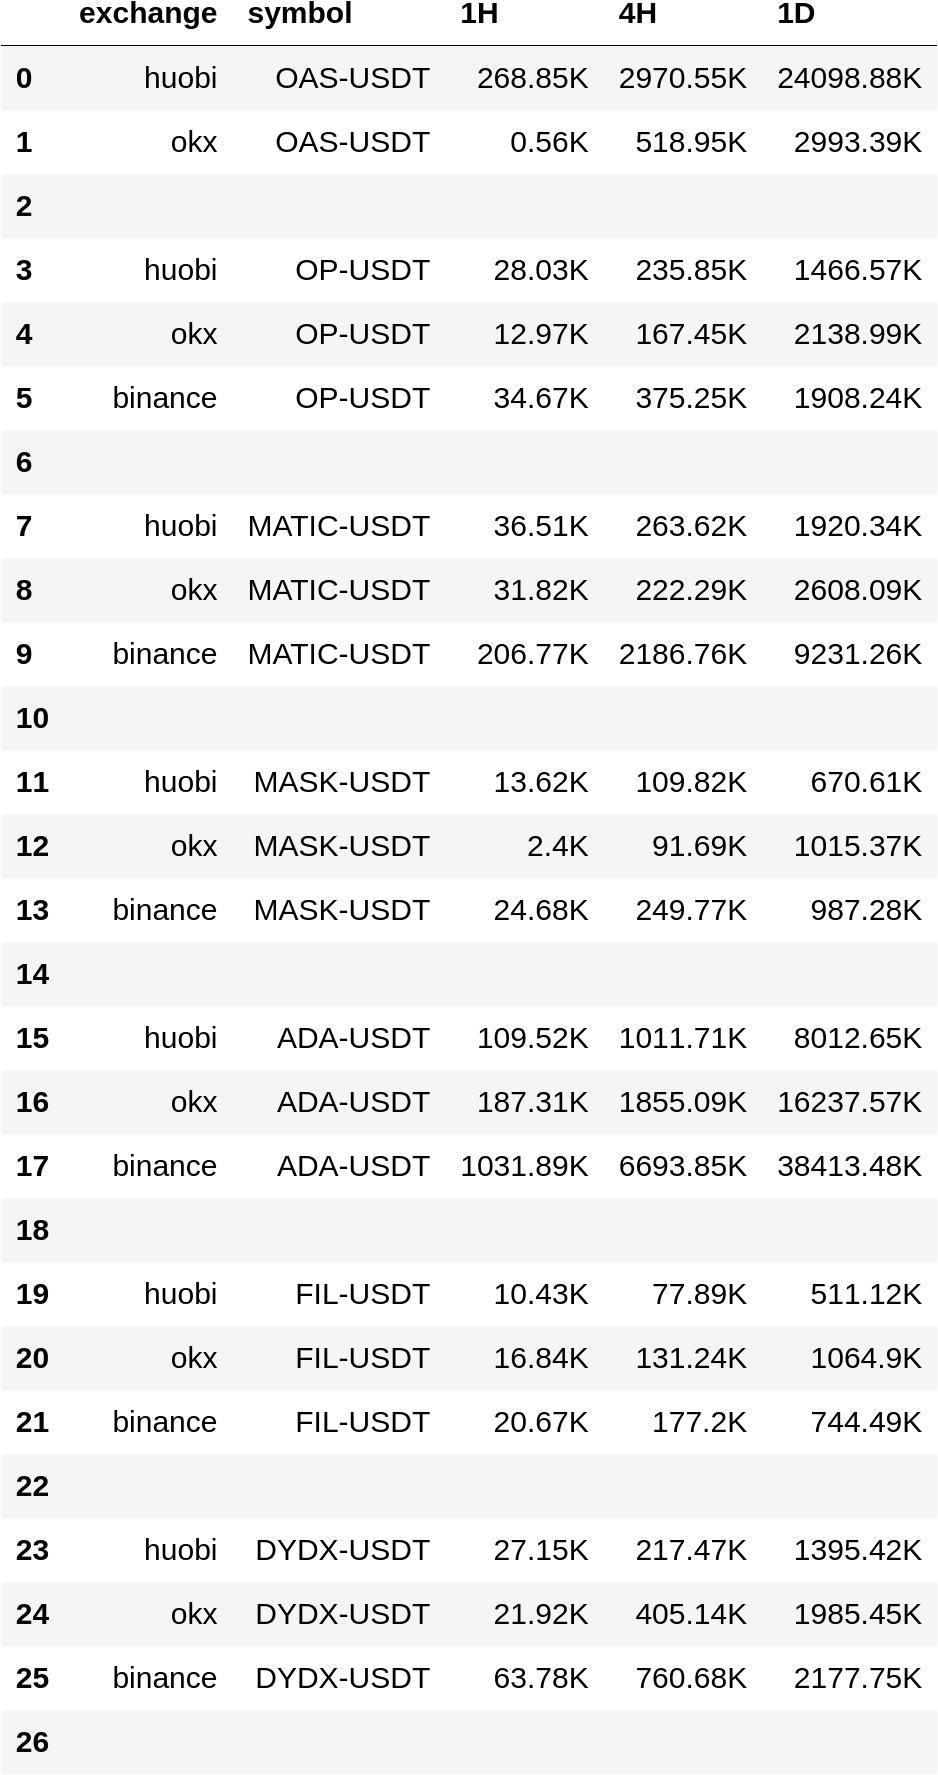 exchange symbol 1H 4H 1D
0 huobi OAS-USDT 268.85K 2970.55K 24098.88K
1 okx OAS-USDT 0.56K 518.95K 2993.39K
2
3 huobi OP-USDT 28.03K 235.85K 1466.57K
4 okx OP-USDT 12.97K 167.45K 2138.99K
5 binance OP-USDT 34.67K 375.25K 1908.24K
6
7 huobi MATIC-USDT 36.51K 263.62K 1920.34K
8 okx MATIC-USDT 31.82K 222.29K 2608.09K
9 binance MATIC-USDT 206.77K 2186.76K 9231.26K
10
11 huobi MASK-USDT 13.62K 109.82K 670.61K
12 okx MASK-USDT 2.4K 91.69K 1015.37K
13 binance MASK-USDT 24.68K 249.77K 987.28K
14
15 huobi ADA-USDT 109.52K 1011.71K 8012.65K
16 okx ADA-USDT 187.31K 1855.09K 16237.57K
17 binance ADA-USDT 1031.89K 6693.85K 38413.48K
18
19 huobi FIL-USDT 10.43K 77.89K 511.12K
20 okx FIL-USDT 16.84K 131.24K 1064.9K
21 binance FIL-USDT 20.67K 177.2K 744.49K
22
23 huobi DYDX-USDT 27.15K 217.47K 1395.42K
24 okx DYDX-USDT 21.92K 405.14K 1985.45K
25 binance DYDX-USDT 63.78K 760.68K 2177.75K
26